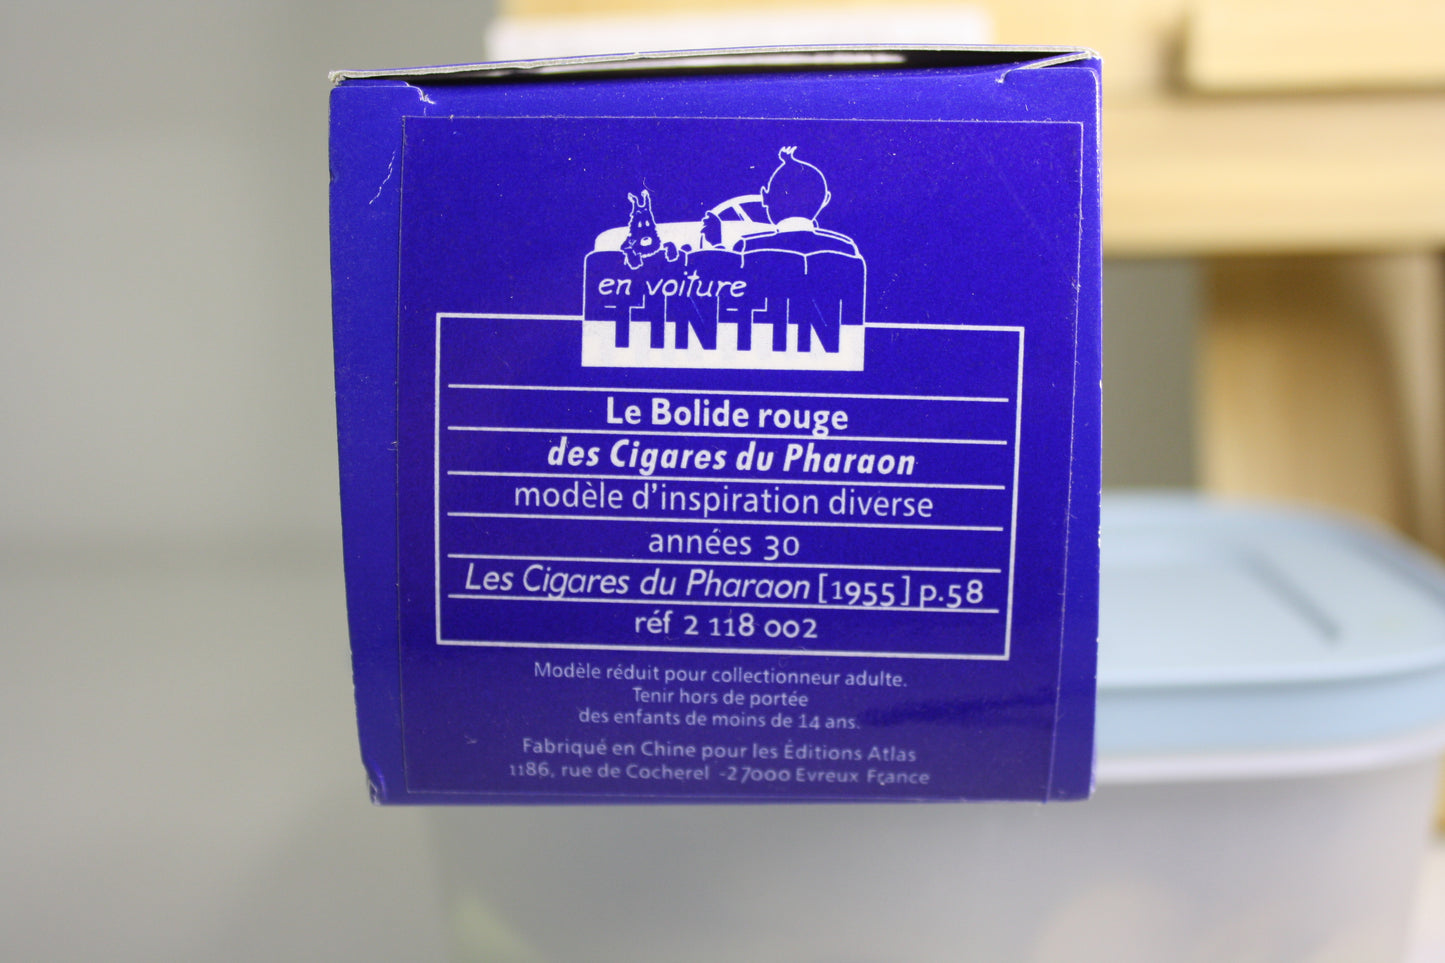 en voiture
TINTIN
Le Bolide rouge
des Cigares du Pharaon
modèle d'inspiration diverse
années 30
Les Cigares du Pharaon [1955] p.58
réf 2 118 002
Modèle réduit pour collectionneur adulte.
Tenir hors de portée
des enfants de moins de 14 ans.
Fabriqué en Chine pour les Éditions Atlas
1186, rue de Cocherel -27000 Evreux France